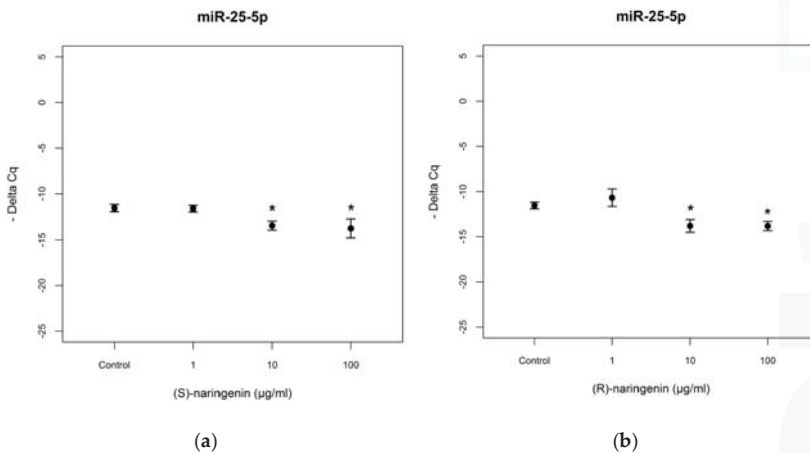 miR-25-5p
- Delta Cq
5
0
-5
-10
-15
-20
-25
*
*
Control
1
10
100
(S)-naringenin (μg/ml)
(a)
miR-25-5p
- Delta Cq
5
0
-5
-10
-15
-20
-25
*
*
Control
1
10
100
(R)-naringenin (μg/ml)
(b)